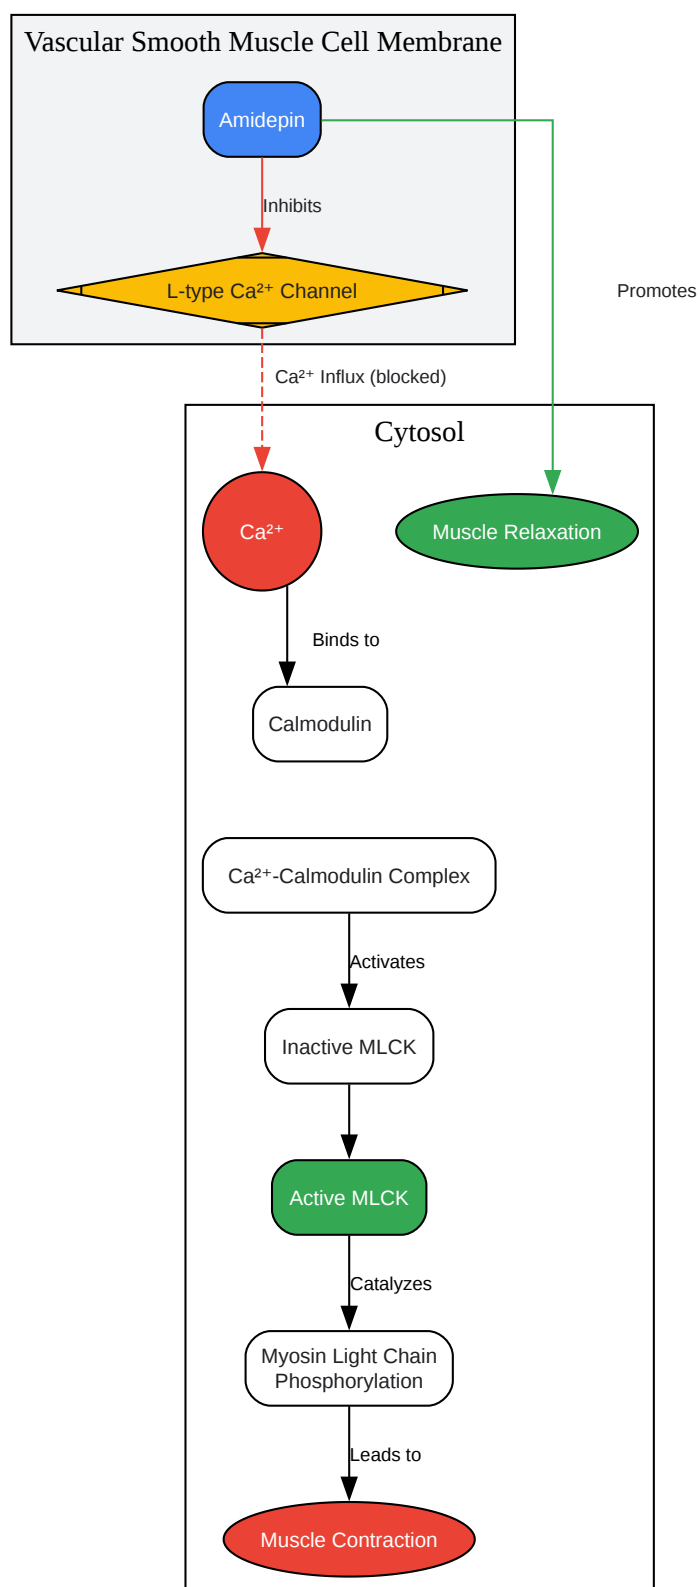 Vascular Smooth Muscle Cell Membrane
Amidepin
Inhibits
L-type Ca²⁺ Channel
Promotes
Ca²⁺ Influx (blocked)
Cytosol
Ca²⁺
Muscle Relaxation
Binds to
Calmodulin
Ca²⁺-Calmodulin Complex
Activates
Inactive MLCK
Active MLCK
Catalyzes
Myosin Light Chain
Phosphorylation
Leads to
Muscle Contraction